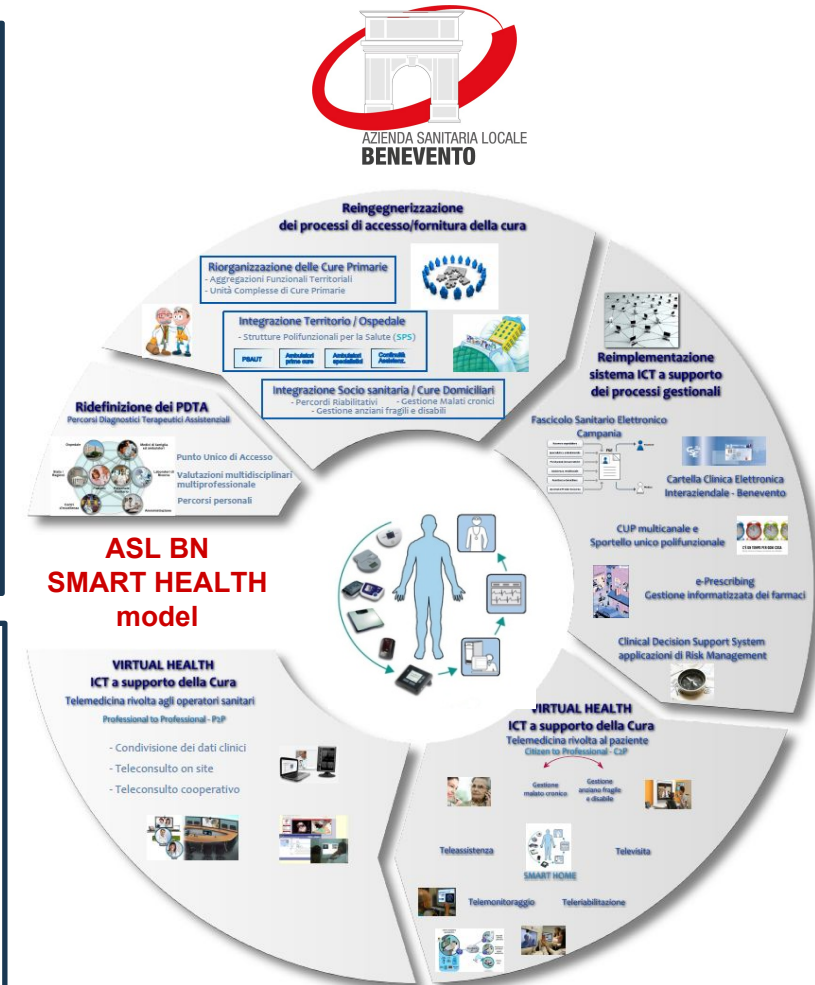 AZIENDA SANITARIA LOCALE
BENEVENTO
Reingegnerizzazione
dei processi di accesso/fornitura della cura
Riorganizzazione delle Cure Primarie
- Aggregazioni Funzionali Territoriali
- Unità Complesse di Cure Primarie
Integrazione Territorio / Ospedale
- Strutture Polifunzionali per la Salute (SPS)
PSAUT
Ambulatori
prime cure
Ambulatori
specialistici
Continuità
Assistenz.
Integrazione Socio sanitaria / Cure Domiciliari
- Percordi Riabilitativi - Gestione Malati cronici
- Gestione anziani fragili e disabili
Reimplementazione
sistema ICT a supporto
dei processi gestionali
Fascicolo Sanitario Elettronico
Campania
Cartella Clinica Elettronica
Interaziendale - Benevento
CUP multicanale e
Sportello unico polifunzionale
e-Prescribing
Gestione informatizzata dei farmaci
Clinical Decision Support System
applicazioni di Risk Management
Ridefinizione dei PDTA
Percorsi Diagnostici Terapeutici Assistenziali
Punto Unico di Accesso
Valutazioni multidisciplinari
multiprofessionale
Percorsi personali
ASL BN
SMART HEALTH
model
VIRTUAL HEALTH
ICT a supporto della Cura
Telemedicina rivolta agli operatori sanitari
Professional to Professional - P2P
- Condivisione dei dati clinici
- Teleconsulto on site
- Teleconsulto cooperativo
VIRTUAL HEALTH
ICT a supporto della Cura
Telemedicina rivolta al paziente
Citizen to Professional - C2P
Gestione
malato cronico
Gestione
anziano fragile
e disabile
Teleassistenza
Televisita
SMART HOME
Telemonitoraggio
Teleriabilitazione